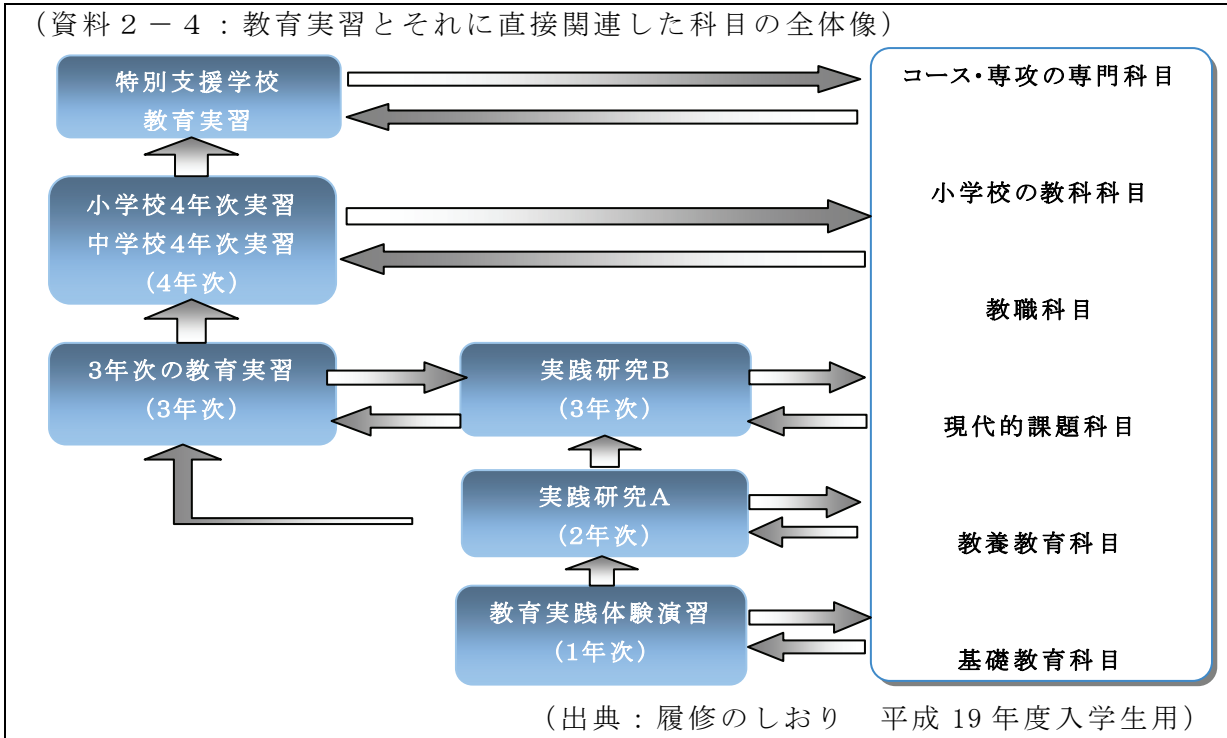 (資料2-4:教育実習とそれに直接関連した科目の全体像)
特別支援学校
教育実習
小学校4年次実習
中学校4年次実習
(4年次)
3年次の教育実習
(3年次)
実践研究B
(3年次)
実践研究A
(2年次)
教育実践体験演習
(1年次)
コース・専攻の専門科目
小学校の教科科目
教職科目
現代的課題科目
教養教育科目
基礎教育科目
(出典:履修のしおり 平成19年度入学生用)